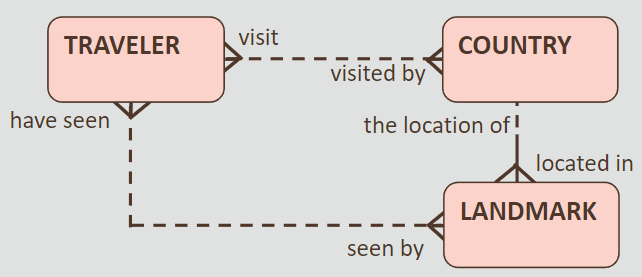 TRAVELER
visit
COUNTRY
visited by
have seen
the location of
located in
LANDMARK
seen by